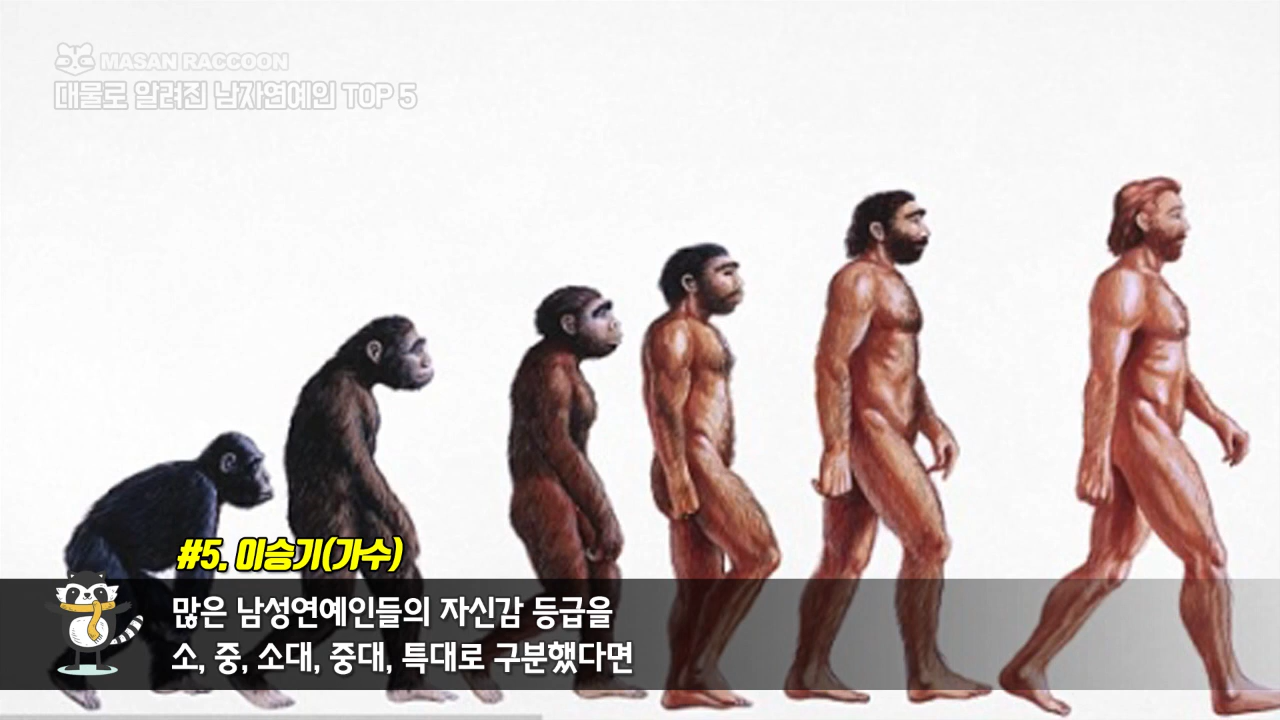 MASAN RACCOON
대물로 알려진 남자연예인 TOP 5
#5. 이승기(가수)
많은 남성연예인들의 자신감 등급을
소, 중, 소대, 중대, 특대로 구분했다면